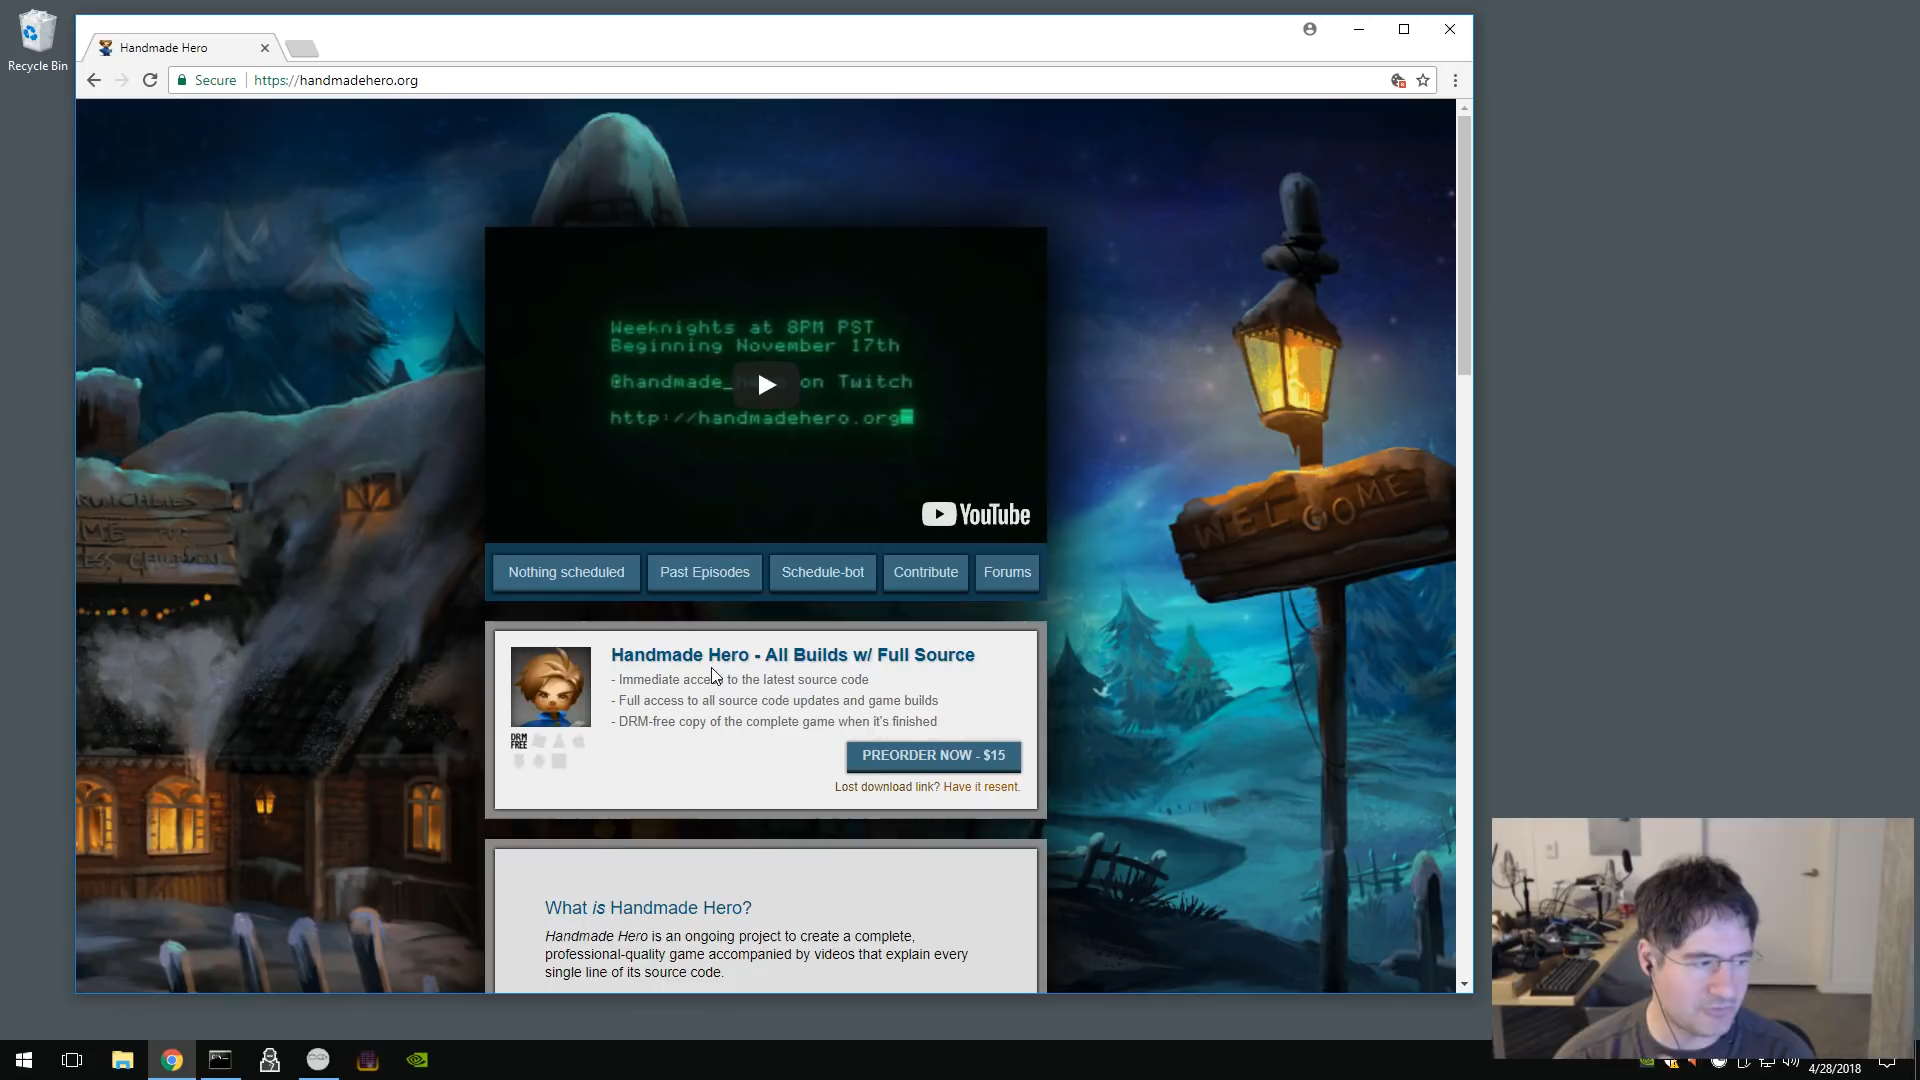 Recycle Bin
Handmade Hero
Secure
https://handmadehero.org
Weeknights at 8PM PST
Beginning November 17th
@handmade_ on Twitch
http://handmadehero.org
YouTube
WELCOME
Nothing scheduled
Past Episodes
Schedule-bot
Contribute
Forums
Handmade Hero - All Builds w/ Full Source
- Immediate access to the latest source code
- Full access to all source code updates and game builds
- DRM-free copy of the complete game when it's finished
DRM
FREE
PREORDER NOW - $15
Lost download link? Have it resent.
What is Handmade Hero?
Handmade Hero is an ongoing project to create a complete,
professional-quality game accompanied by videos that explain every
single line of its source code.
4/28/2018